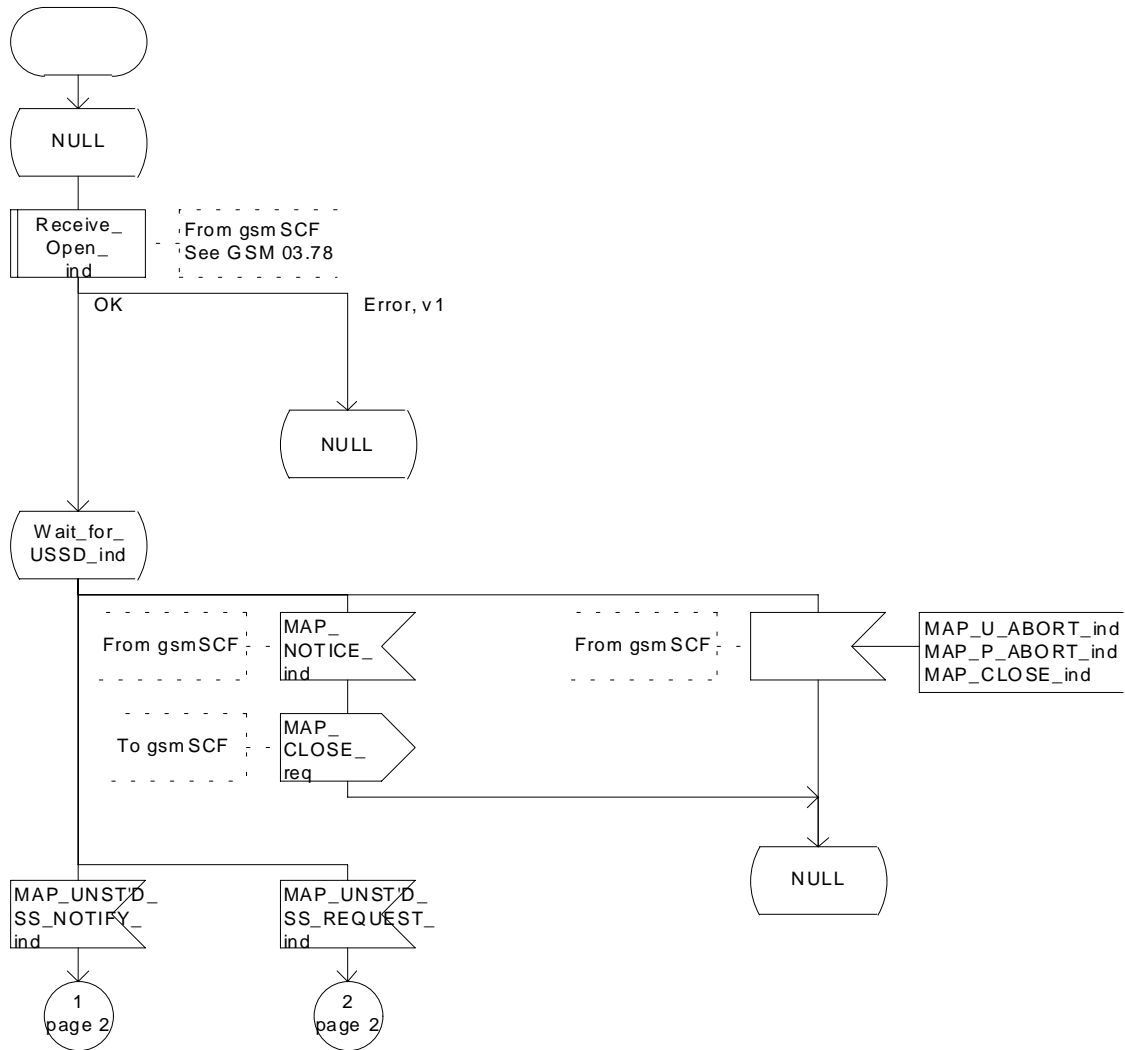 NULL
Receive_
Open_
ind
From gsmSCF
See GSM 03.78
OK
Error, v1
NULL
Wait_for_
USSD_ind
From gsmSCF
MAP_
NOTICE_
ind
From gsmSCF
MAP_U_ABORT_ind
MAP_P_ABORT_ind
MAP_CLOSE_ind
To gsmSCF
MAP_
CLOSE_
req
NULL
MAP_UNST'D_
SS_NOTIFY_
ind
MAP_UNST'D_
SS_REQUEST_
ind
1
page 2
2
page 2